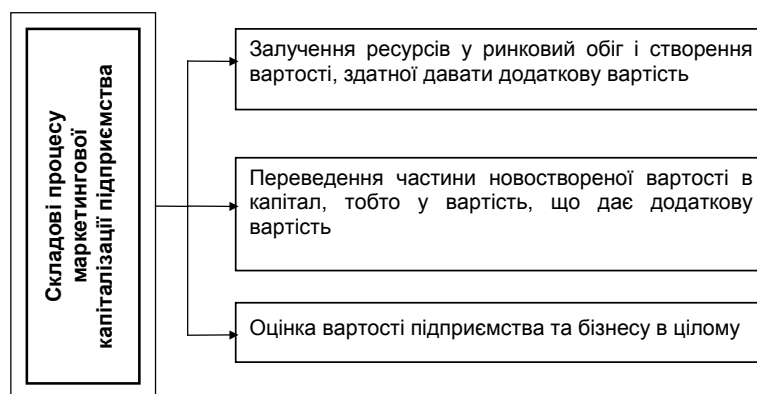 Складові процесу
маркетингової
капіталізації підприємства
Залучення ресурсів у ринковий обіг і створення
вартості, здатної давати додаткову вартість
Переведення частини новоствореної вартості в
капітал, тобто у вартість, що дає додаткову
вартість
Оцінка вартості підприємства та бізнесу в цілому